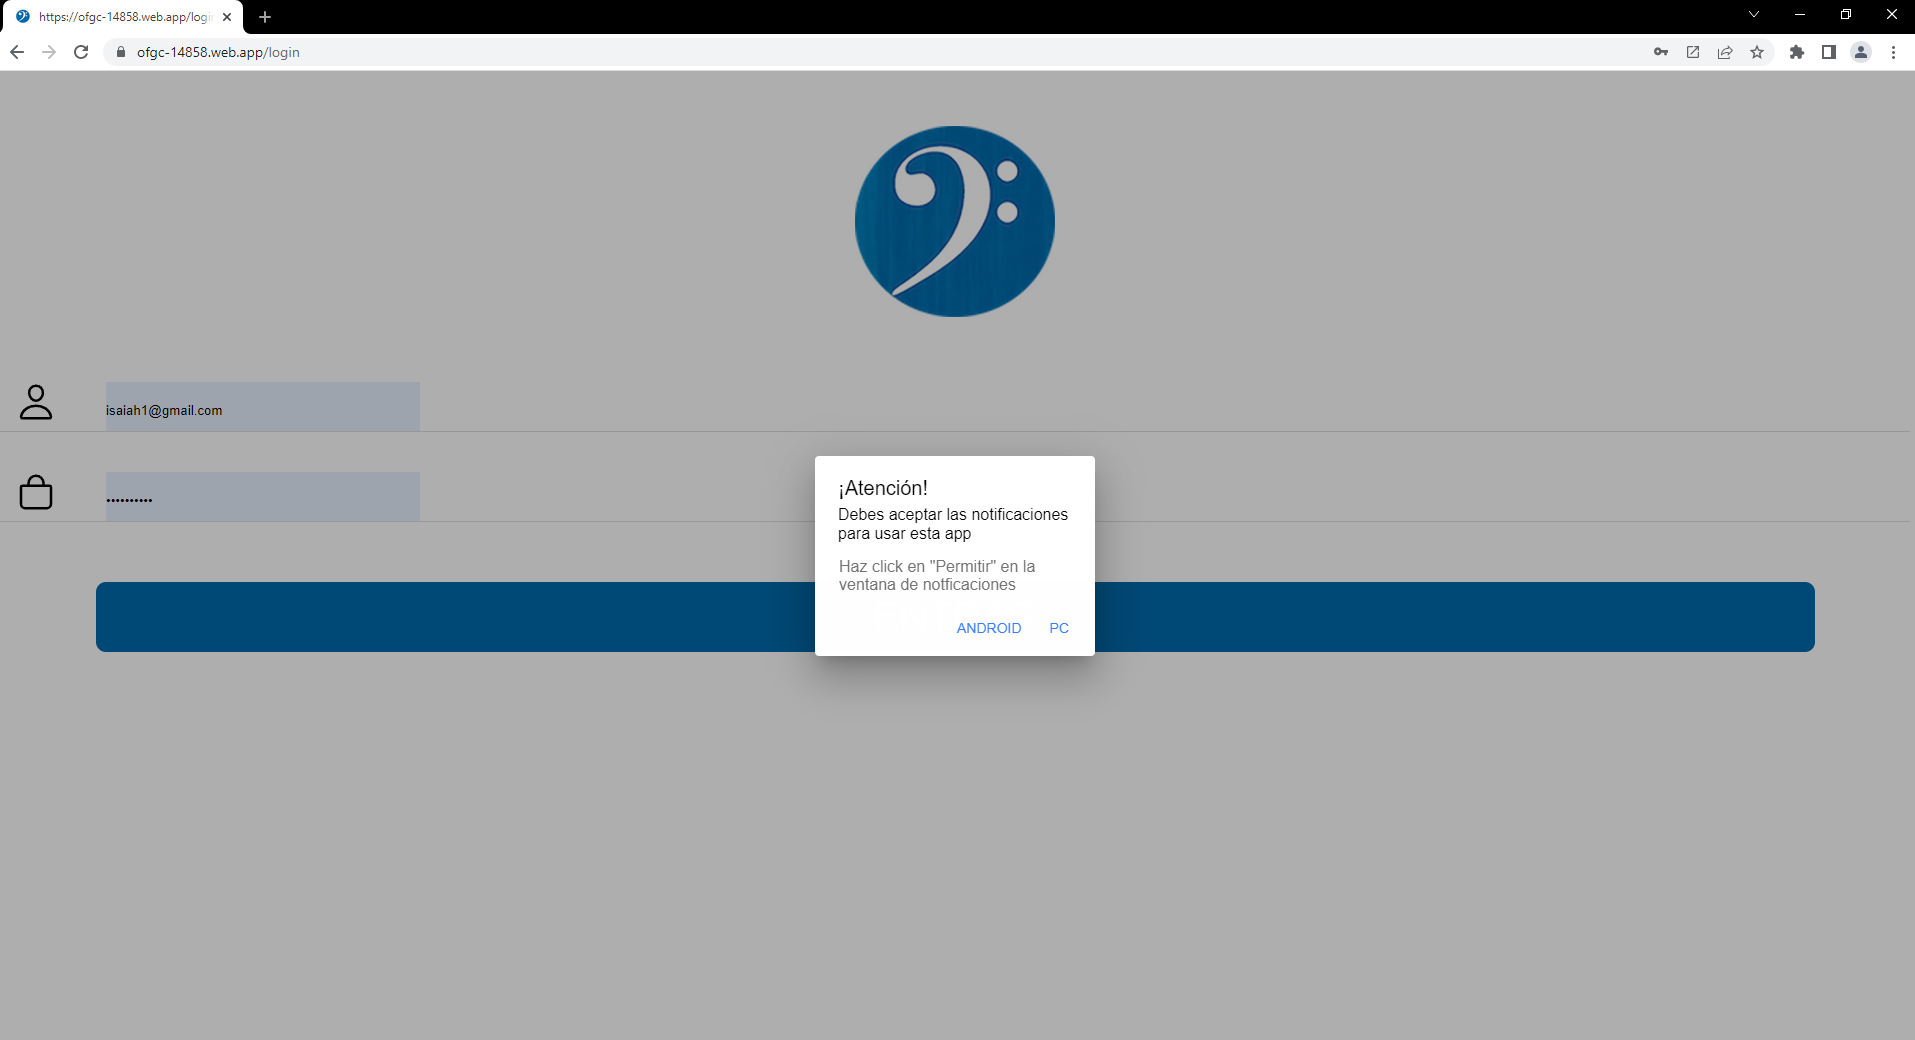 https://ofgc-14858.web.app/logi
ofgc-14858.web.app/login
isaiah1@gmail.com
••••••••••
¡Atención!
Debes aceptar las notificaciones
para usar esta app
Haz click en "Permitir" en la
ventana de notficaciones
ANDROID PC